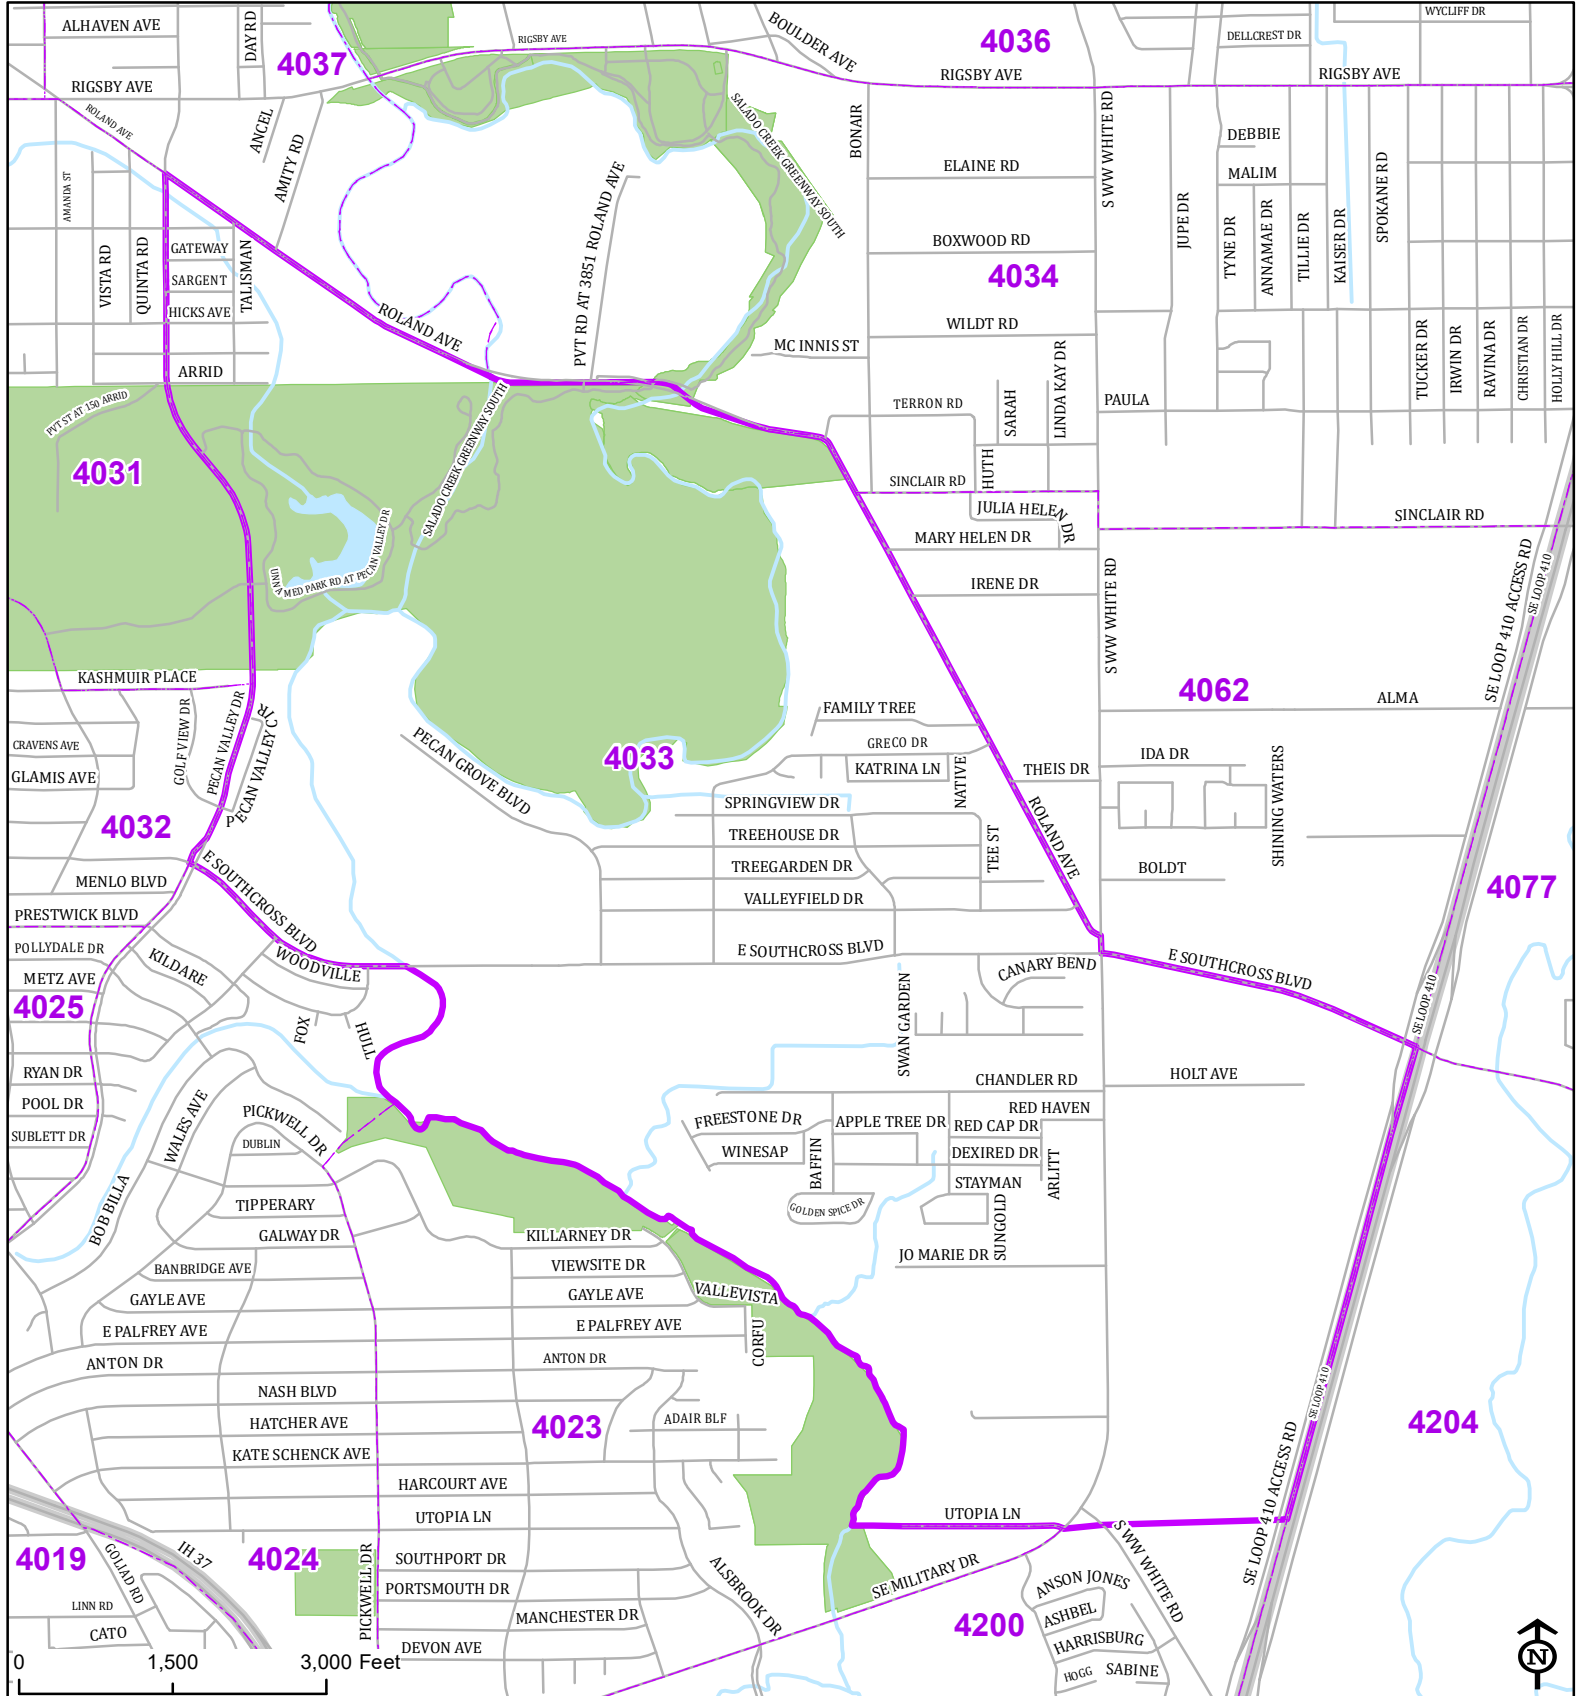 WYCLIFF DR
ALHAVEN AVE
DAY RD
4037
RIGSBY AVE
BOULDER AVE
4036
DELLCREST DR
RIGSBY AVE
RIGSBY AVE
RIGSBY AVE
ROLAND AVE
ANCEL
AMITY RD
SALADO CREEK GREENWAY SOUTH
BONAIR
S WW WHITE RD
DEBBIE
ELAINE RD
MALIM
SPOKANE RD
AMANDA ST
VISTA RD
QUINTA RD
GATEWAY
SARGENT
HICKS AVE
TALISMAN
PVT RD AT 3851 ROLAND AVE
BOXWOOD RD
4034
JUPE DR
TYNE DR
ANNAMAE DR
TILLIE DR
KAISER DR
ROLAND AVE
WILDT RD
MC INNIS ST
LINDA KAY DR
TUCKER DR
IRWIN DR
RAVINA DR
CHRISTIAN DR
HOLLY HILL DR
ARRID
PVT ST AT 150 ARRID
TERRON RD
SARAH
PAULA
4031
SALADO CREEK GREENWAY SOUTH
HUTH
SINCLAIR RD
JULIA HELEN DR
SINCLAIR RD
MARY HELEN DR
UNNAMED PARK RD AT PECAN VALLEY DR
IRENE DR
S WW WHITE RD
SE LOOP 410 ACCESS RD
SE LOOP 410
KASHMUIR PLACE
4062
ALMA
GOLF VIEW DR
PECAN VALLEY DR
PECAN VALLEY CIR
FAMILY TREE
CRAVENS AVE
GLAMIS AVE
PECAN GROVE BLVD
4033
GRECO DR
KATRINA LN
NATIVE
THEIS DR
IDA DR
SHINING WATERS
4032
SPRINGVIEW DR
TREEHOUSE DR
TEE ST
ROLAND AVE
E SOUTHCROSS BLVD
TREEGARDEN DR
BOLDT
MENLO BLVD
VALLEYFIELD DR
4077
PRESTWICK BLVD
POLLYDALE DR
KILDARE
WOODVILLE
E SOUTHCROSS BLVD
CANARY BEND
E SOUTHCROSS BLVD
METZ AVE
4025
FOX
HULL
SWAN GARDEN
SE LOOP 410
RYAN DR
CHANDLER RD
HOLT AVE
POOL DR
WALES AVE
PICKWELL DR
FREESTONE DR
APPLE TREE DR
RED HAVEN
RED CAP DR
SUBLETT DR
DUBLIN
WINESAP
BAFFIN
DEXIRED DR
ARLITT
STAYMAN
BOB BILLA
TIPPERARY
GOLDEN SPICE DR
SUNGOLD
GALWAY DR
KILLARNEY DR
JO MARIE DR
BANBRIDGE AVE
VIEWSITE DR
GAYLE AVE
GAYLE AVE
VALLEVISTA
E PALFREY AVE
E PALFREY AVE
CORFU
ANTON DR
ANTON DR
NASH BLVD
SE LOOP 410
HATCHER AVE
4023
ADAIR BLF
4204
KATE SCHENCK AVE
SE LOOP 410 ACCESS RD
HARCOURT AVE
UTOPIA LN
UTOPIA LN
4019
GOLIAD RD
IH 37
4024
PICKWELL DR
SOUTHPORT DR
ALSBROOK DR
SE MILITARY DR
S WW WHITE RD
PORTSMOUTH DR
ANSON JONES
LINN RD
MANCHESTER DR
4200
ASHBEL
CATO
HARRISBURG
DEVON AVE
HOGG
SABINE
0 1,500 3,000 Feet
N